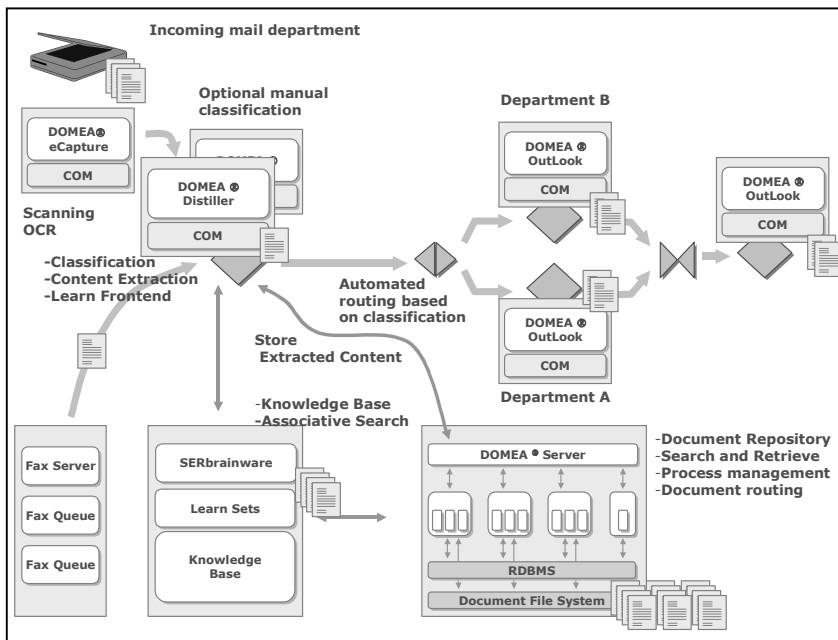 Incoming mail department
Optional manual
classification
DOMEA®
eCapture
COM
Scanning
OCR
DOMEA ®
Distiller
COM
-Classification
-Content Extraction
-Learn Frontend
Automated
routing based
on classification
Department B
DOMEA ®
OutLook
COM
DOMEA ®
OutLook
COM
DOMEA ®
OutLook
COM
Department A
Store
Extracted Content
-Knowledge Base
-Associative Search
Fax Server
Fax Queue
Fax Queue
SERbrainware
Learn Sets
Knowledge
Base
DOMEA ® Server
RDBMS
Document File System
-Document Repository
-Search and Retrieve
-Process management
-Document routing